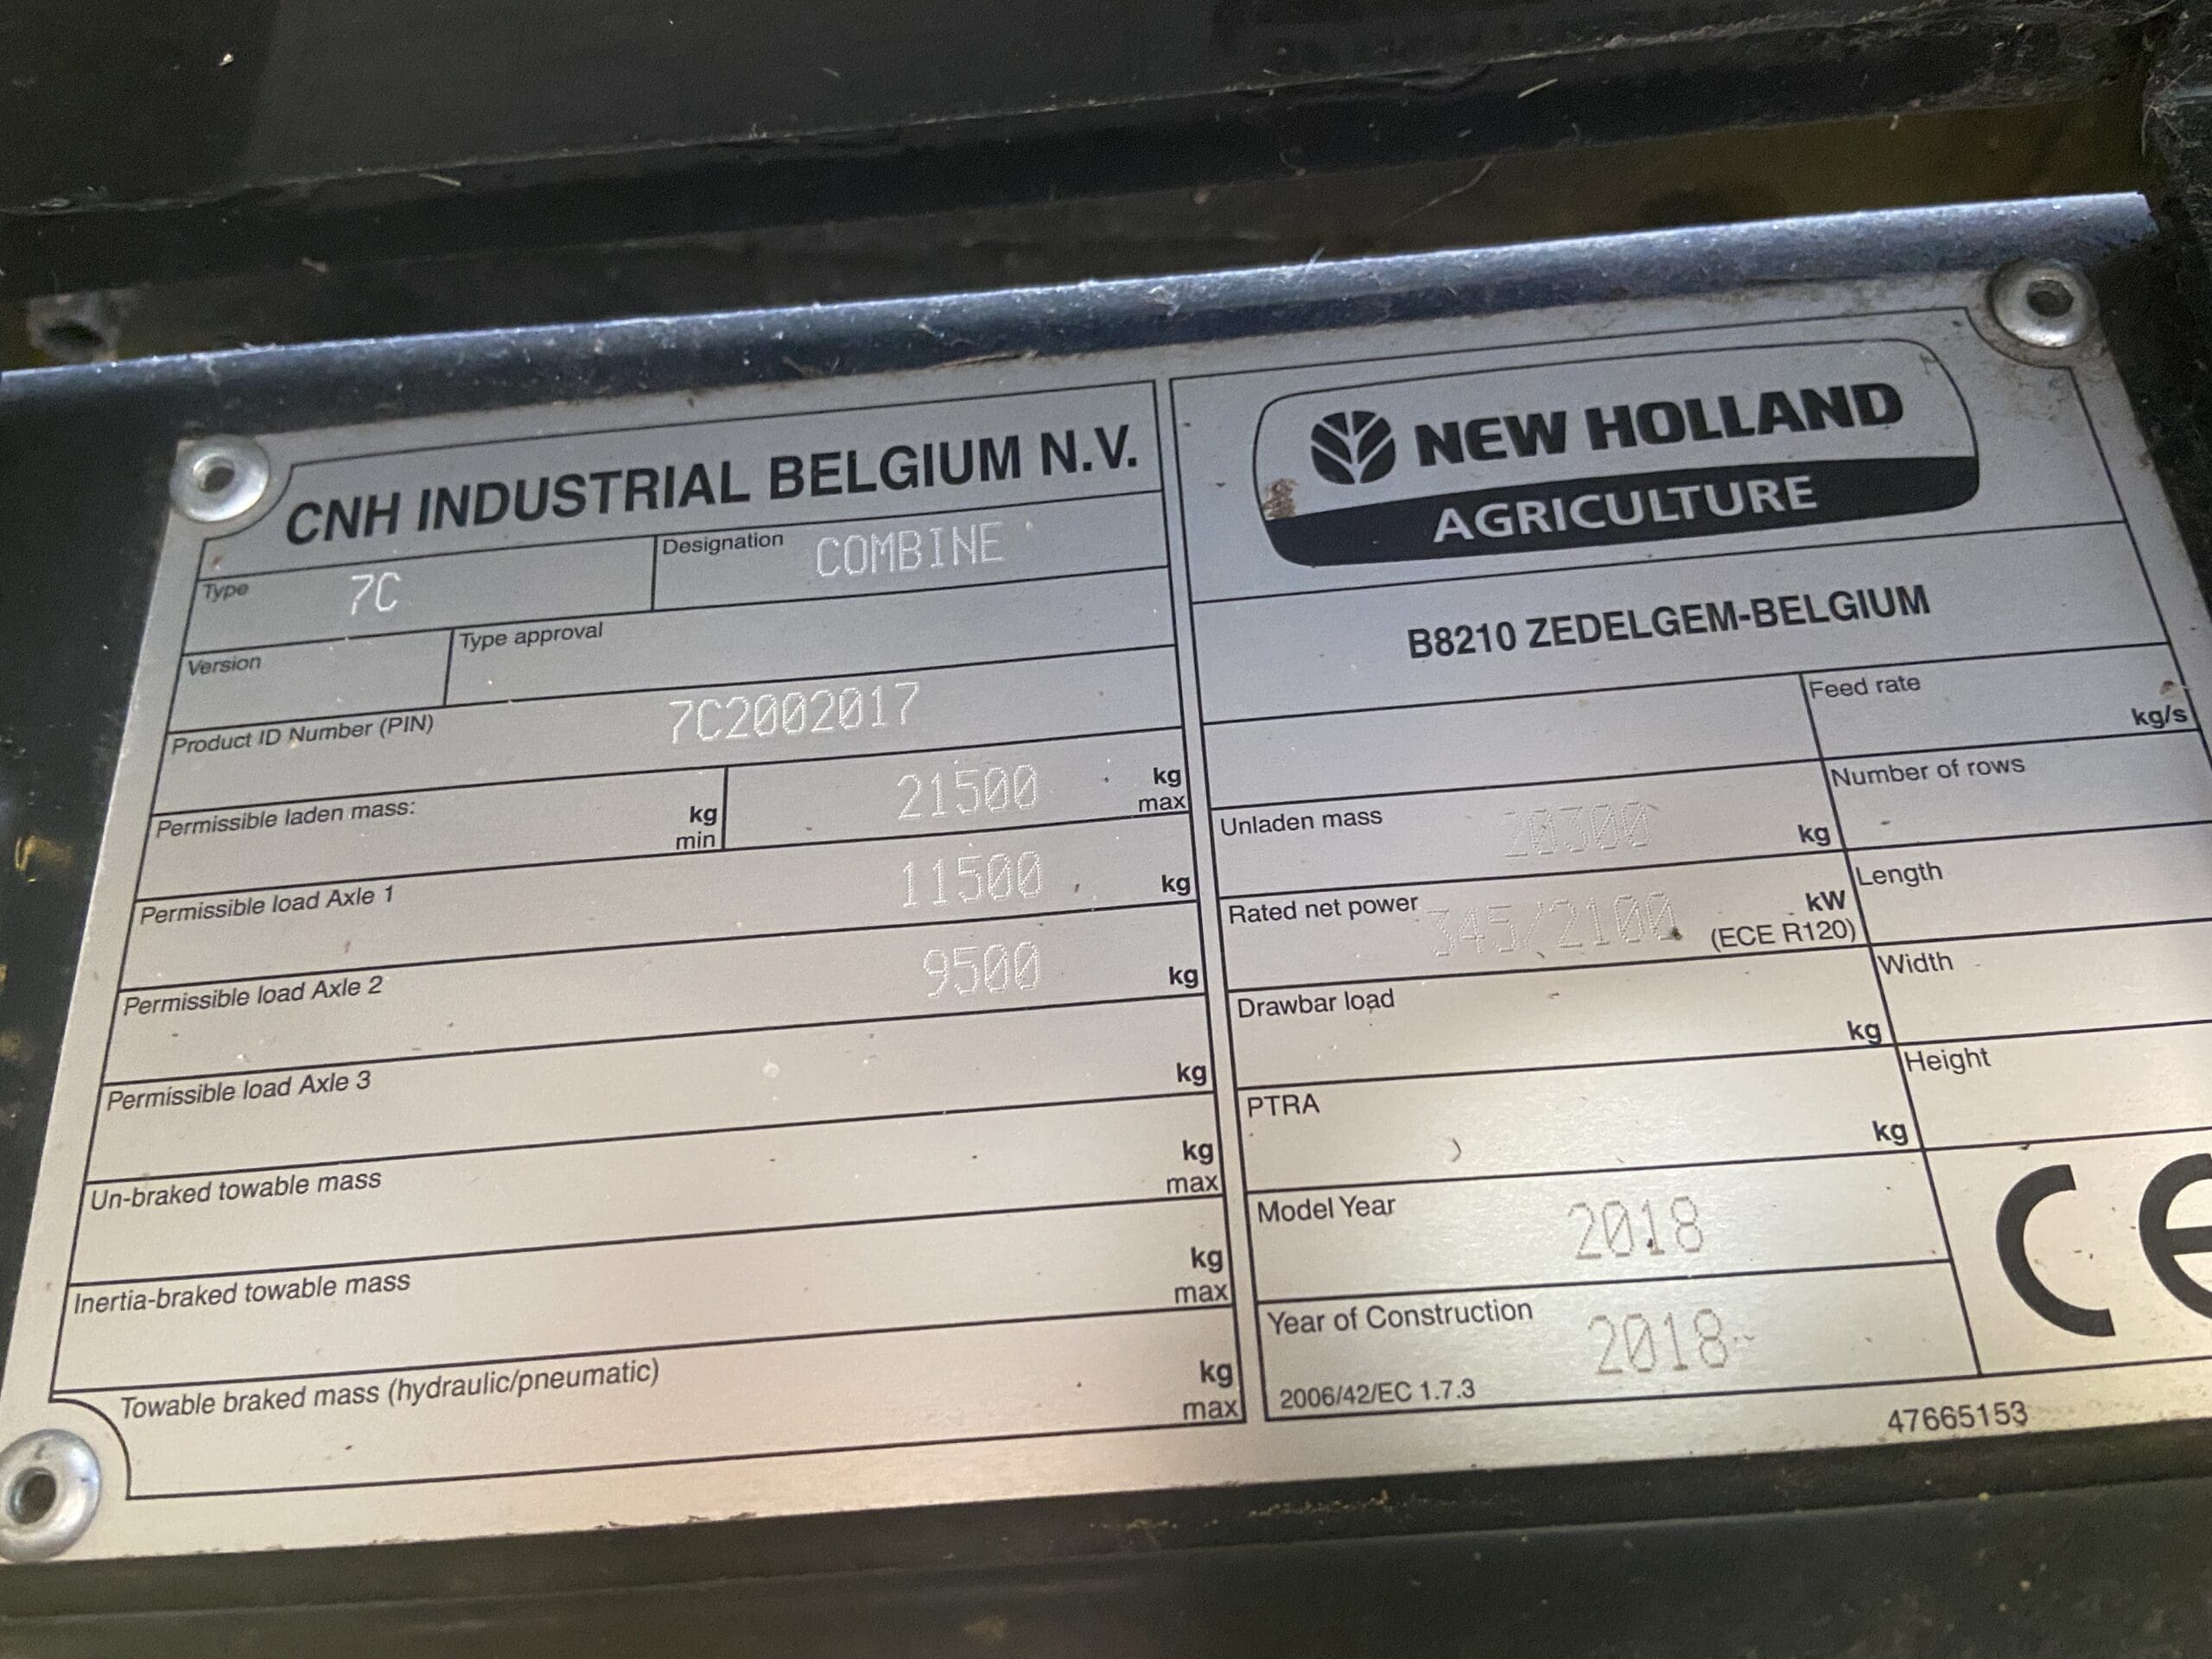 CNH INDUSTRIAL BELGIUM N.V.
Type 7C
Designation COMBINE
Version
Type approval
Product ID Number (PIN) 7C2002017
Permissible laden mass: kg min 21500 kg max
Permissible load Axle 1 11500 kg
Permissible load Axle 2 9500 kg
Permissible load Axle 3 kg
Un-braked towable mass kg max
Inertia-braked towable mass kg max
Towable braked mass (hydraulic/pneumatic) kg max
NEW HOLLAND
AGRICULTURE
B8210 ZEDELGEM-BELGIUM
Feed rate kg/s
Unladen mass 20300 kg
Number of rows
Rated net power 345/2100 kW (ECE R120)
Length
Drawbar load kg
Width
PTRA kg
Height
Model Year 2018
Year of Construction 2018
2006/42/EC 1.7.3
CE
47665153